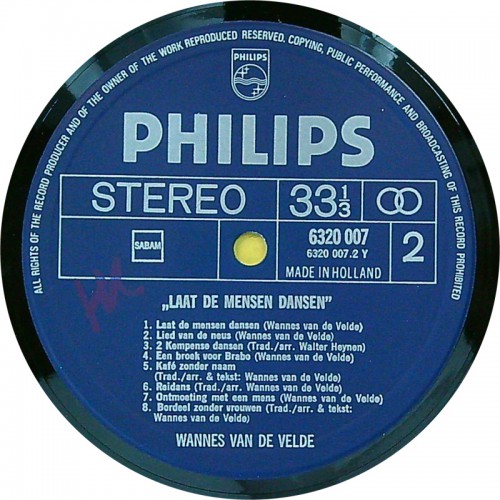 ALL RIGHTS OF THE RECORD PRODUCER AND OF THE OWNER OF THE WORK REPRODUCED RESERVED. COPYING, PUBLIC PERFORMANCE AND BROADCASTING OF THIS RECORD PROHIBITED
PHILIPS
PHILIPS
STEREO
33 1/3
SABAM
6320 007
6320 007.2 Y
MADE IN HOLLAND
2
„LAAT DE MENSEN DANSEN"
1. Laat de mensen dansen (Wannes van de Velde)
2. Lied van de neus (Wannes van de Velde)
3. 2 Kempense dansen (Trad./arr. Walter Heynen)
4. Een broek voor Brabo (Wannes van de Velde)
5. Kafé zonder naam
(Trad./arr. & tekst: Wannes van de Velde)
6. Reidans (Trad./arr. Wannes van de Velde)
7. Ontmoeting met een mens (Wannes van de Velde)
8. Bordeel zonder vrouwen (Trad./arr. & tekst:
Wannes van de Velde)
WANNES VAN DE VELDE